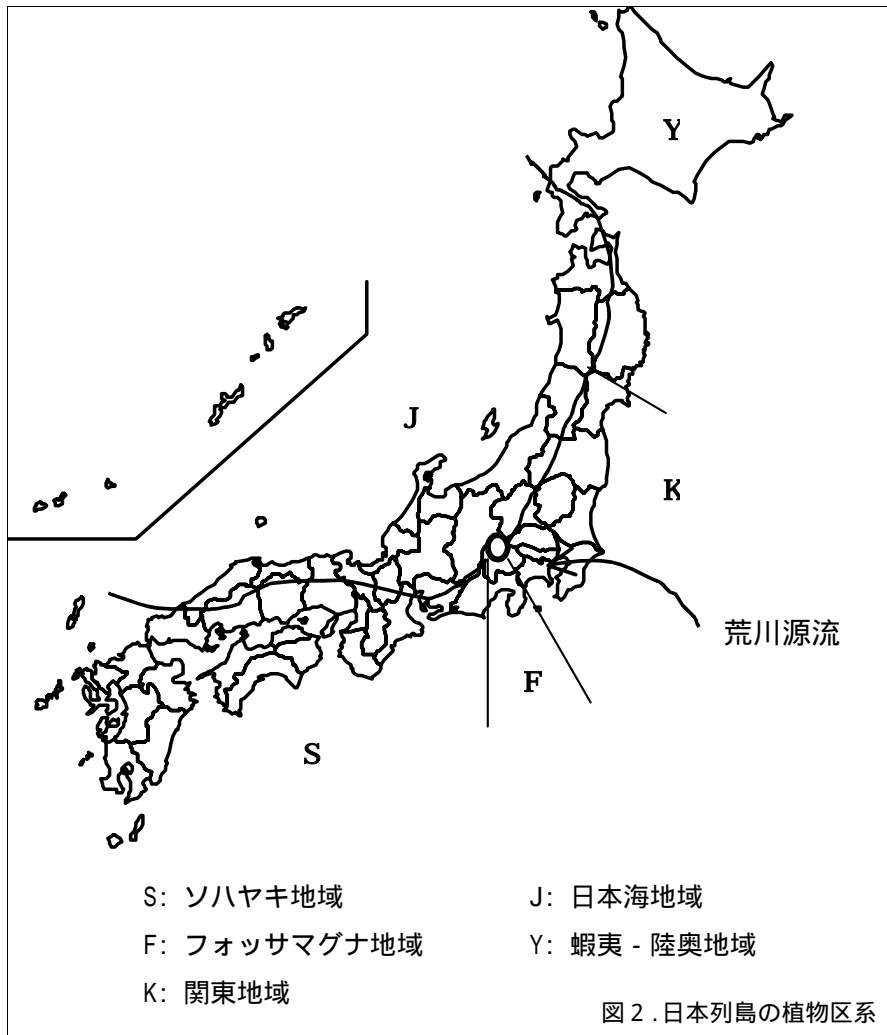 Y
J
K
荒川源流
F
S
S: ソハヤキ地域
J: 日本海地域
F: フォッサマグナ地域
Y: 蝦夷 - 陸奥地域
K: 関東地域
図2.日本列島の植物区系